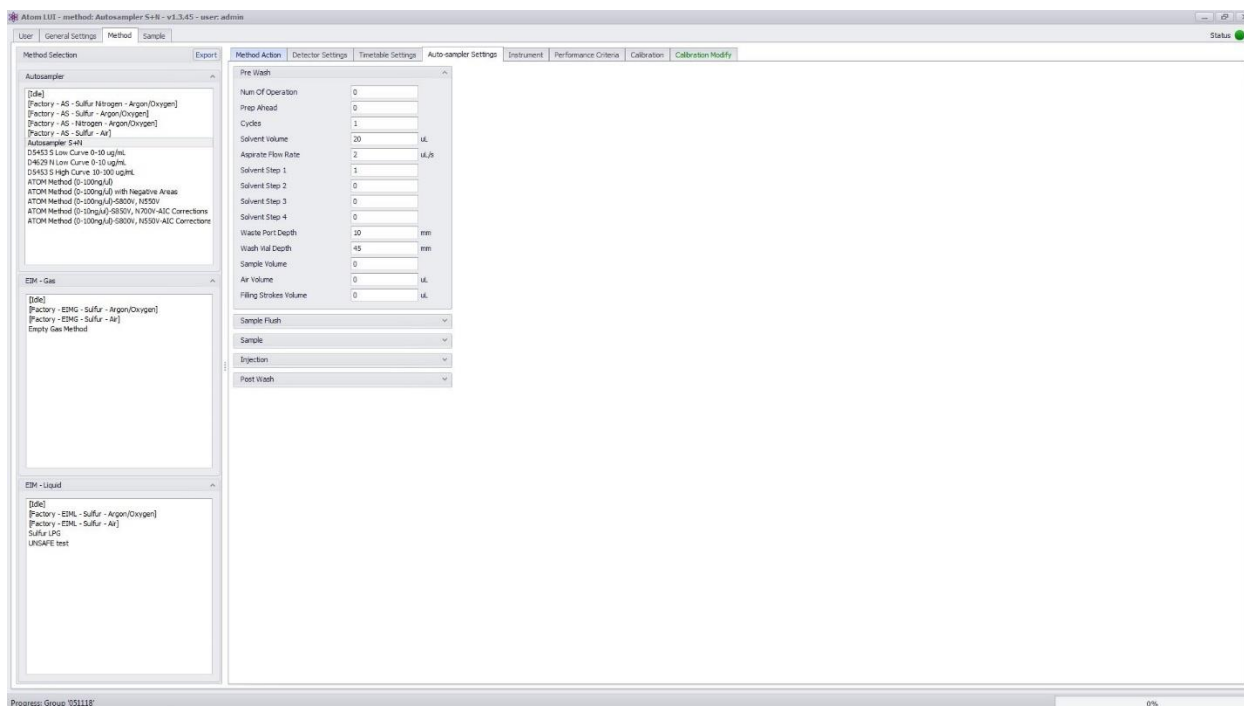 Atom LUI - method: Autosampler S+N - v1.3.45 - user: admin
User General Settings Method Sample
Status
Method Selection
Export
Autosampler
[Idle]
[Factory - AS - Sulfur Nitrogen - Argon/Oxygen]
[Factory - AS - Sulfur - Argon/Oxygen]
[Factory - AS - Nitrogen - Argon/Oxygen]
[Factory - AS - Sulfur - Air]
Autosampler S+N
D5453 S Low Curve 0-10 ug/mL
D4629 N Low Curve 0-10 ug/mL
D5453 S High Curve 10-100 ug/mL
ATOM Method (0-100ng/ul)
ATOM Method (0-100ng/ul) with Negative Areas
ATOM Method (0-100ng/ul)-S800V, N550V
ATOM Method (0-10ng/ul)-S850V, N700V-AIC Corrections
ATOM Method (0-100ng/ul)-S800V, N550V-AIC Corrections
EIM - Gas
[Idle]
[Factory - EIMG - Sulfur - Argon/Oxygen]
[Factory - EIMG - Sulfur - Air]
Empty Gas Method
EIM - Liquid
[Idle]
[Factory - EIML - Sulfur - Argon/Oxygen]
[Factory - EIML - Sulfur - Air]
Sulfur LPG
UNSAFE test
Method Action Detector Settings Timetable Settings Auto-sampler Settings Instrument Performance Criteria Calibration Calibration Modify
Pre Wash
Num Of Operation 0
Prep Ahead 0
Cycles 1
Solvent Volume 20 uL
Aspirate Flow Rate 2 uL/s
Solvent Step 1 1
Solvent Step 2 0
Solvent Step 3 0
Solvent Step 4 0
Waste Port Depth 10 mm
Wash Vial Depth 45 mm
Sample Volume 0
Air Volume 0 uL
Filling Strokes Volume 0 uL
Sample Flush
Sample
Injection
Post Wash
Progress: Group '051118'
0%